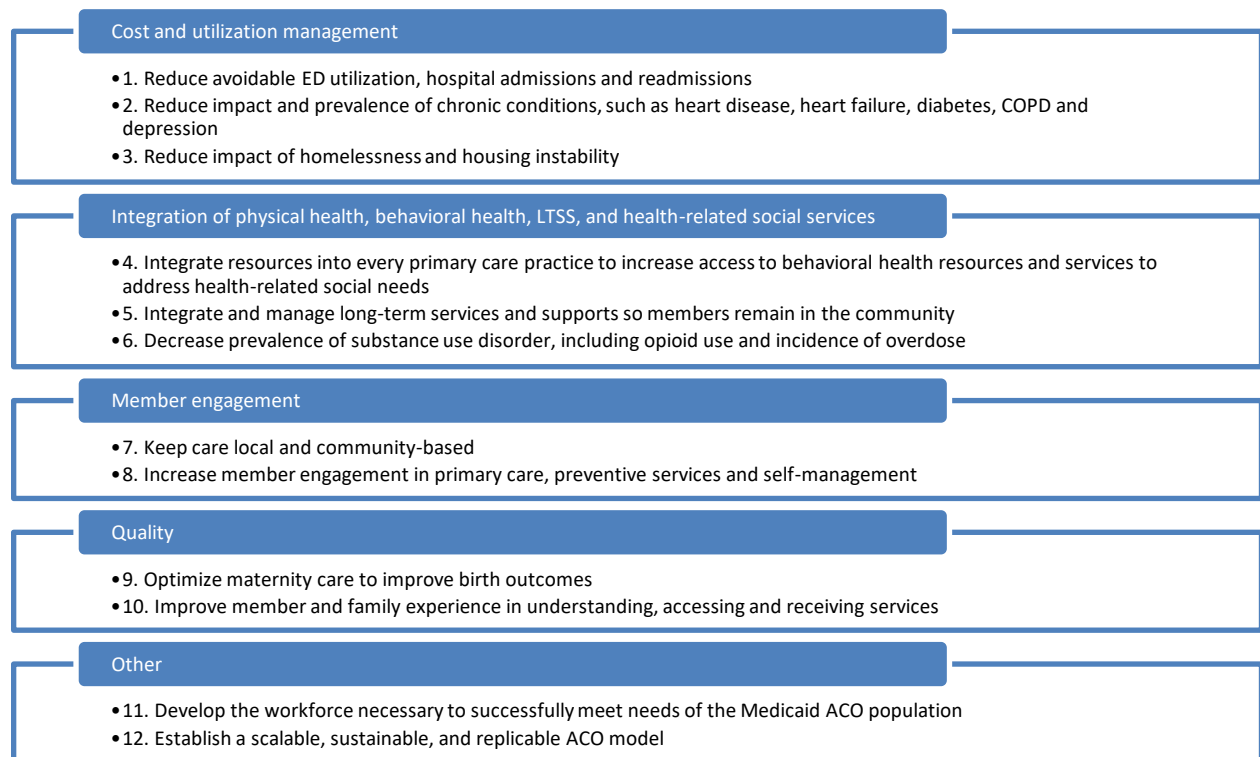 Cost and utilization management
•1. Reduce avoidable ED utilization, hospital admissions and readmissions
•2. Reduce impact and prevalence of chronic conditions, such as heart disease, heart failure, diabetes, COPD and
depression
•3. Reduce impact of homelessness and housing instability
Integration of physical health, behavioral health, LTSS, and health-related social services
•4. Integrate resources into every primary care practice to increase access to behavioral health resources and services to
address health-related social needs
•5. Integrate and manage long-term services and supports so members remain in the community
•6. Decrease prevalence of substance use disorder, including opioid use and incidence of overdose
Member engagement
•7. Keep care local and community-based
•8. Increase member engagement in primary care, preventive services and self-management
Quality
•9. Optimize maternity care to improve birth outcomes
•10. Improve member and family experience in understanding, accessing and receiving services
Other
•11. Develop the workforce necessary to successfully meet needs of the Medicaid ACO population
•12. Establish a scalable, sustainable, and replicable ACO model